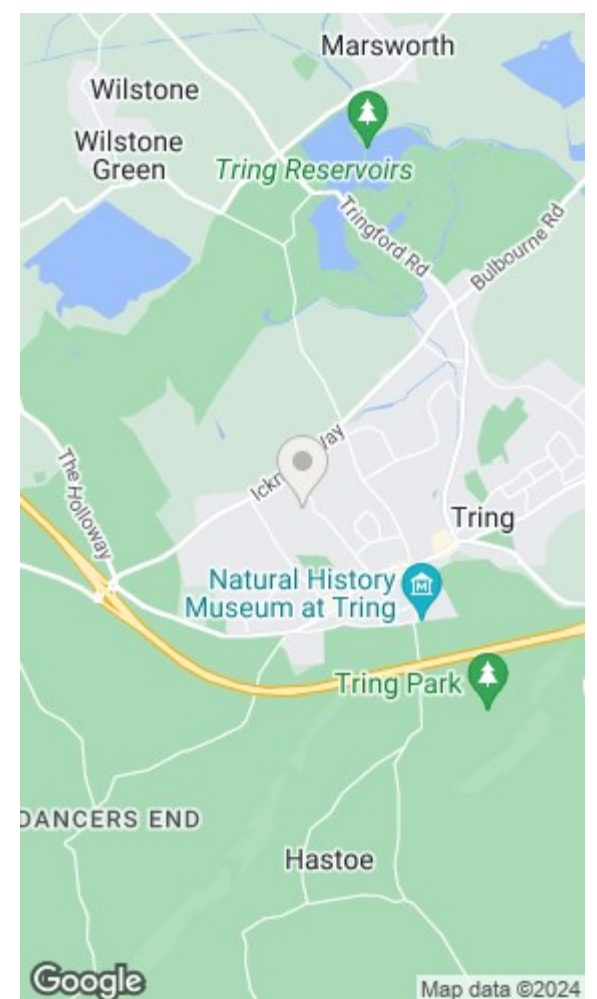 Marsworth
Wilstone
Wilstone
Green
Tring Reservoirs
Tringford Rd
Bulbourne Rd
The Holloway
Tring
Natural History
Museum at Tring
Tring Park
DANCERS END
Hastoe
Google
Map data ©2024